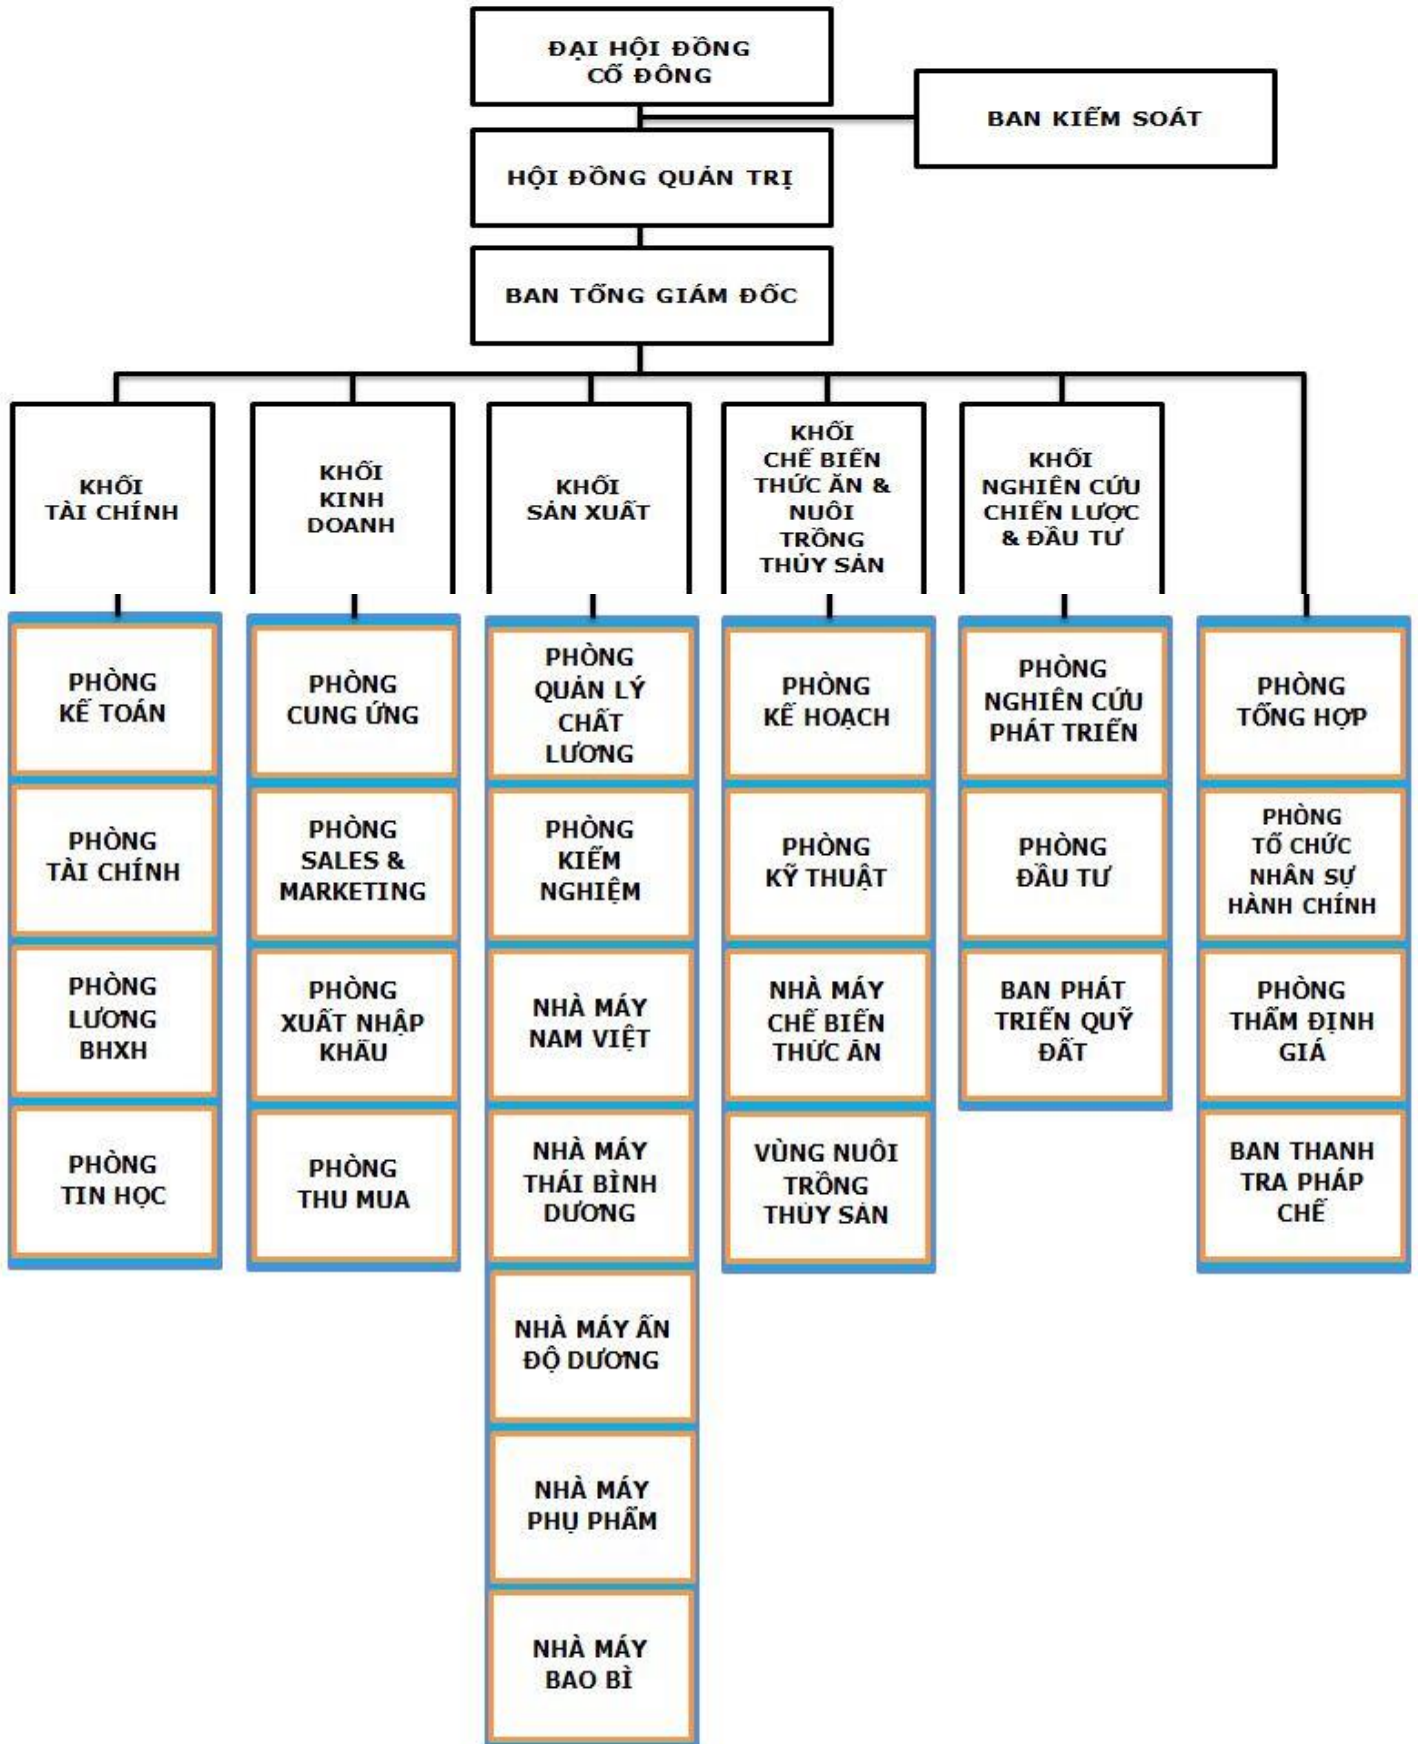 ĐẠI HỘI ĐỒNG
CỔ ĐÔNG
BAN KIỂM SOÁT
HỘI ĐỒNG QUẢN TRỊ
BAN TỔNG GIÁM ĐỐC
KHỐI
TÀI CHÍNH
KHỐI
KINH
DOANH
KHỐI
SẢN XUẤT
KHỐI
CHẾ BIẾN
THỨC ĂN &
NUÔI
TRỒNG
THỦY SẢN
KHỐI
NGHIÊN CỨU
CHIẾN LƯỢC
& ĐẦU TƯ
PHÒNG
KẾ TOÁN
PHÒNG
TÀI CHÍNH
PHÒNG
LƯƠNG
BHXH
PHÒNG
TIN HỌC
PHÒNG
CUNG ỨNG
PHÒNG
SALES &
MARKETING
PHÒNG
XUẤT NHẬP
KHẨU
PHÒNG
THU MUA
PHÒNG
QUẢN LÝ
CHẤT
LƯƠNG
PHÒNG
KIỂM
NGHIỆM
NHÀ MÁY
NAM VIỆT
NHÀ MÁY
THÁI BÌNH
DƯƠNG
NHÀ MÁY ẤN
ĐỘ DƯƠNG
NHÀ MÁY
PHỤ PHẨM
NHÀ MÁY
BAO BÌ
PHÒNG
KẾ HOẠCH
PHÒNG
KỸ THUẬT
NHÀ MÁY
CHẾ BIẾN
THỨC ĂN
VÙNG NUÔI
TRỒNG
THỦY SẢN
PHÒNG
NGHIÊN CỨU
PHÁT TRIỂN
PHÒNG
ĐẦU TƯ
BAN PHÁT
TRIỂN QUỸ
ĐẤT
PHÒNG
TỔNG HỢP
PHÒNG
TỔ CHỨC
NHÂN SỰ
HÀNH CHÍNH
PHÒNG
THẨM ĐỊNH
GIÁ
BAN THANH
TRA PHÁP
CHẾ